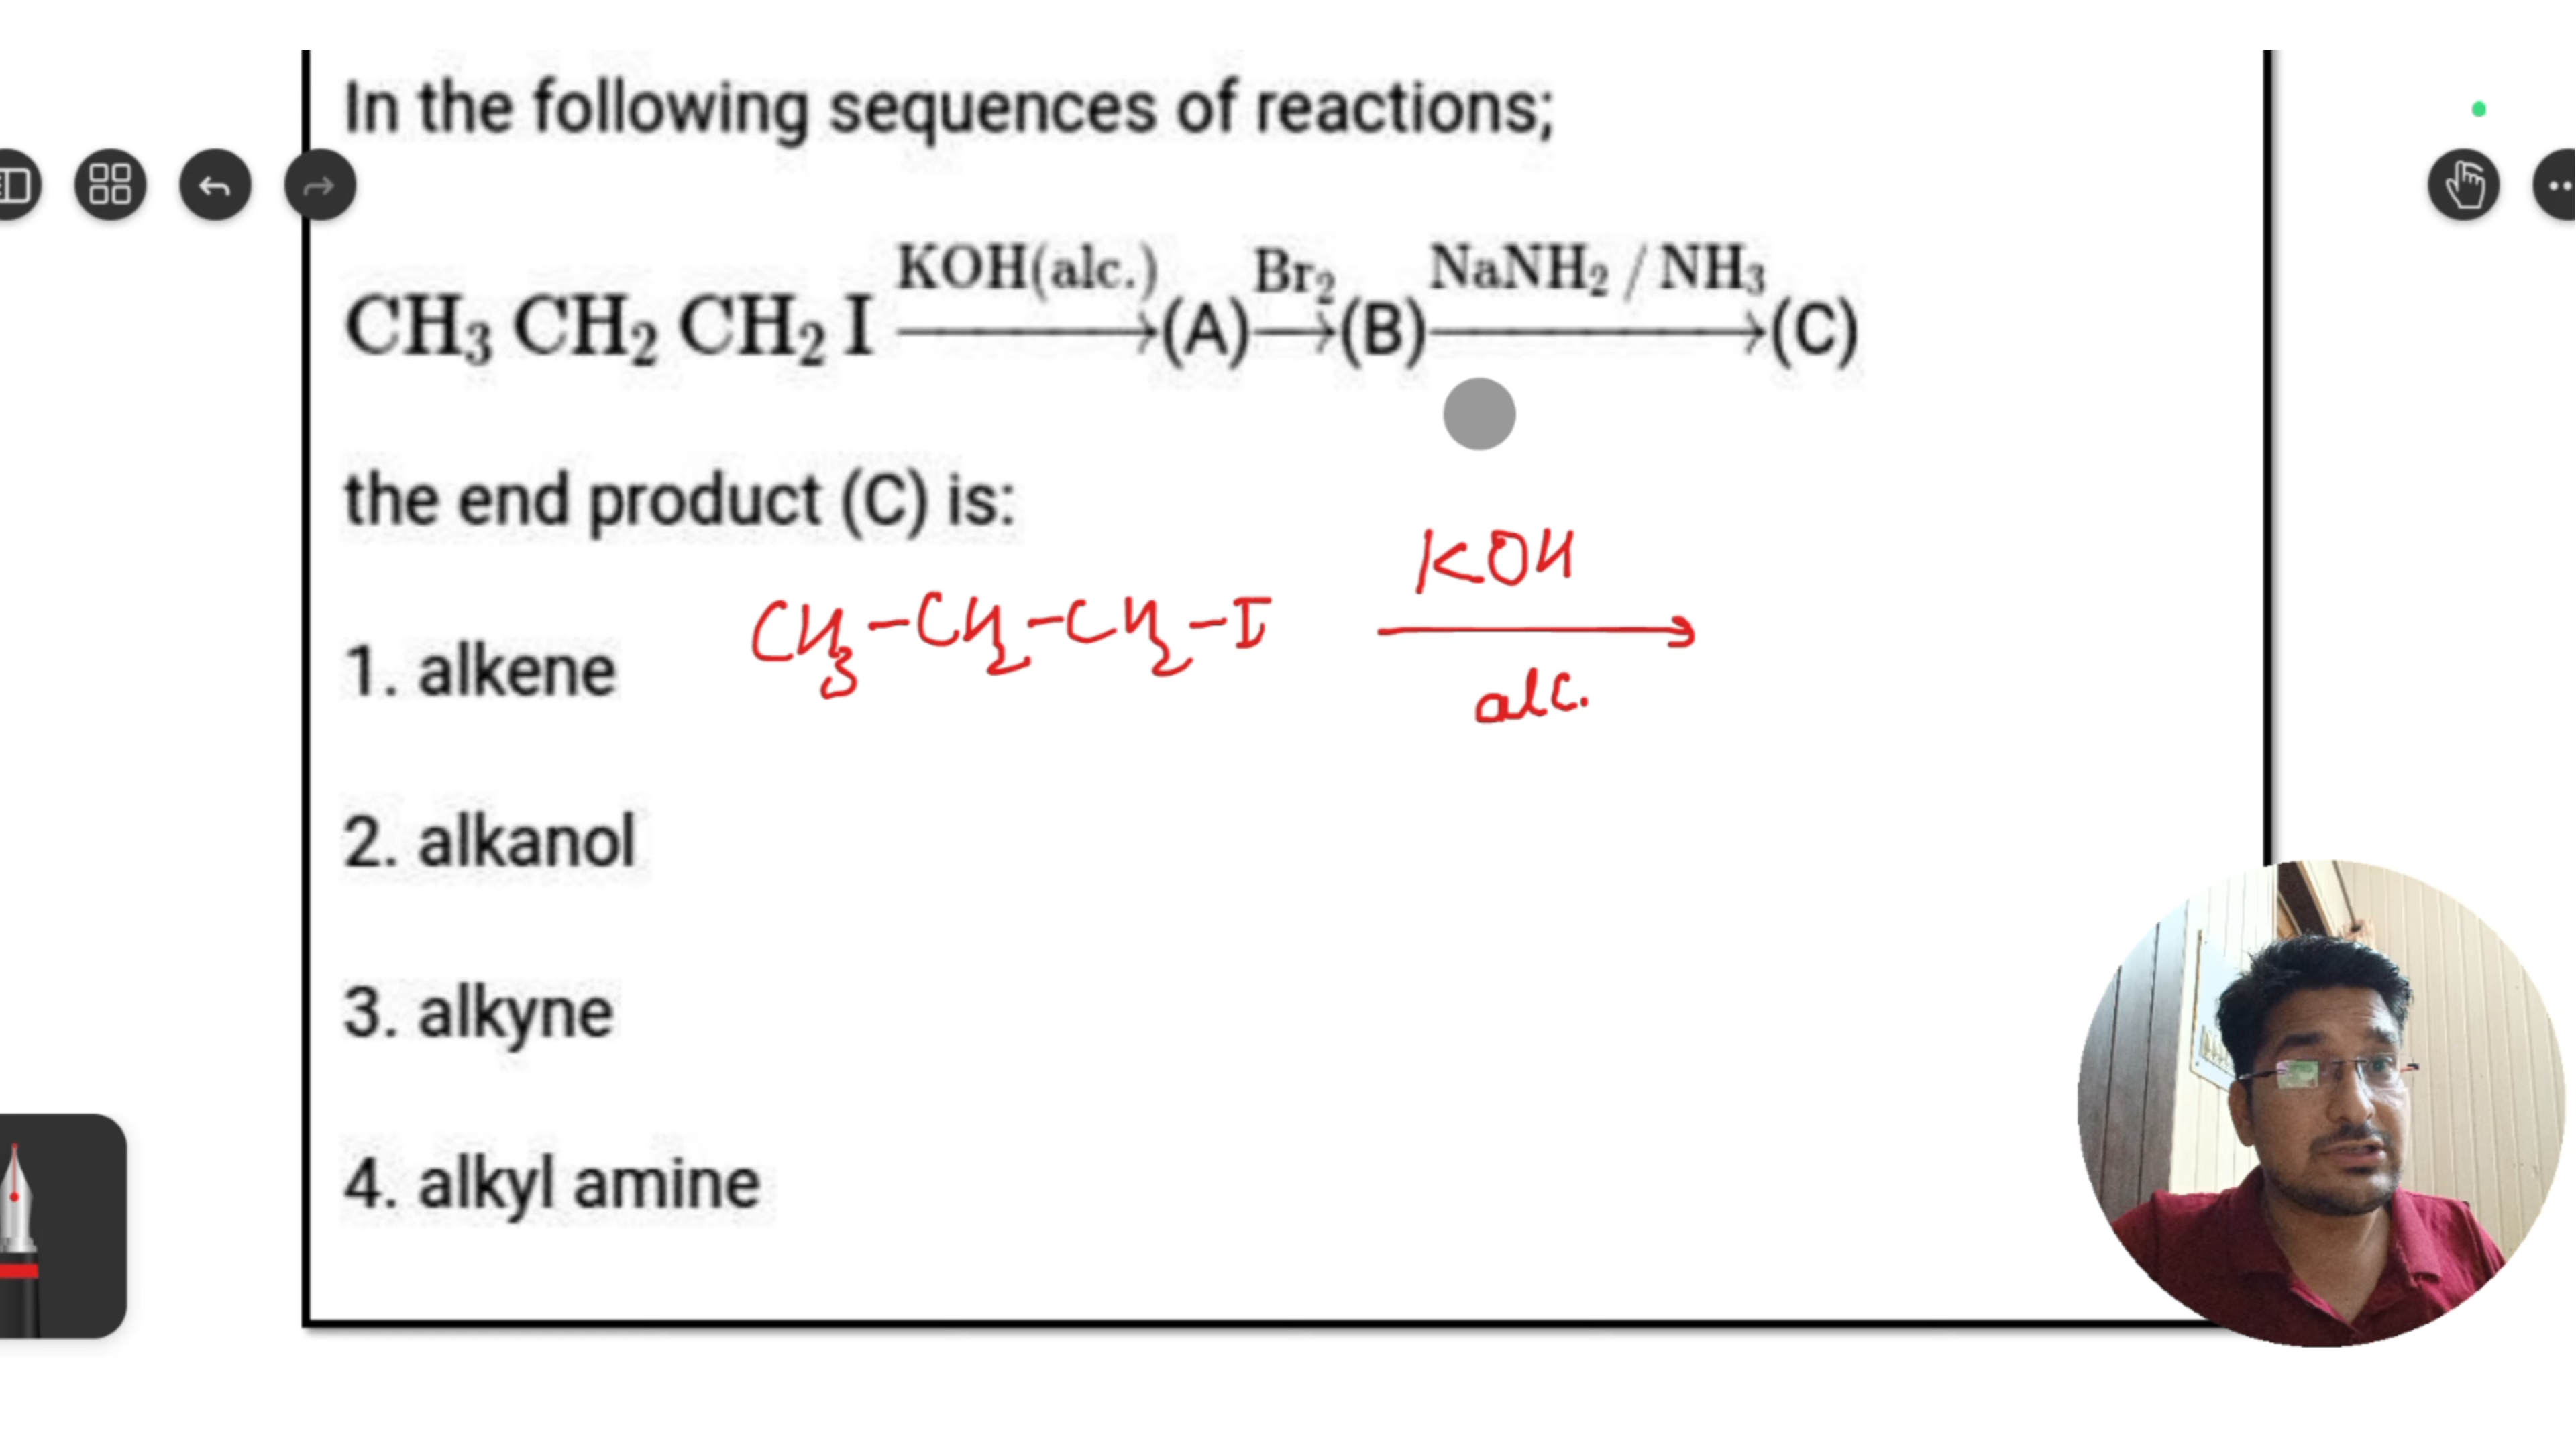 In the following sequences of reactions;
CH₃ CH₂ CH₂ I —KOH(alc.)→ (A) —Br₂→ (B) —NaNH₂ / NH₃→ (C)
the end product (C) is:
CH₃-CH₂-CH₂-I —KOH alc.→
1. alkene
2. alkanol
3. alkyne
4. alkyl amine